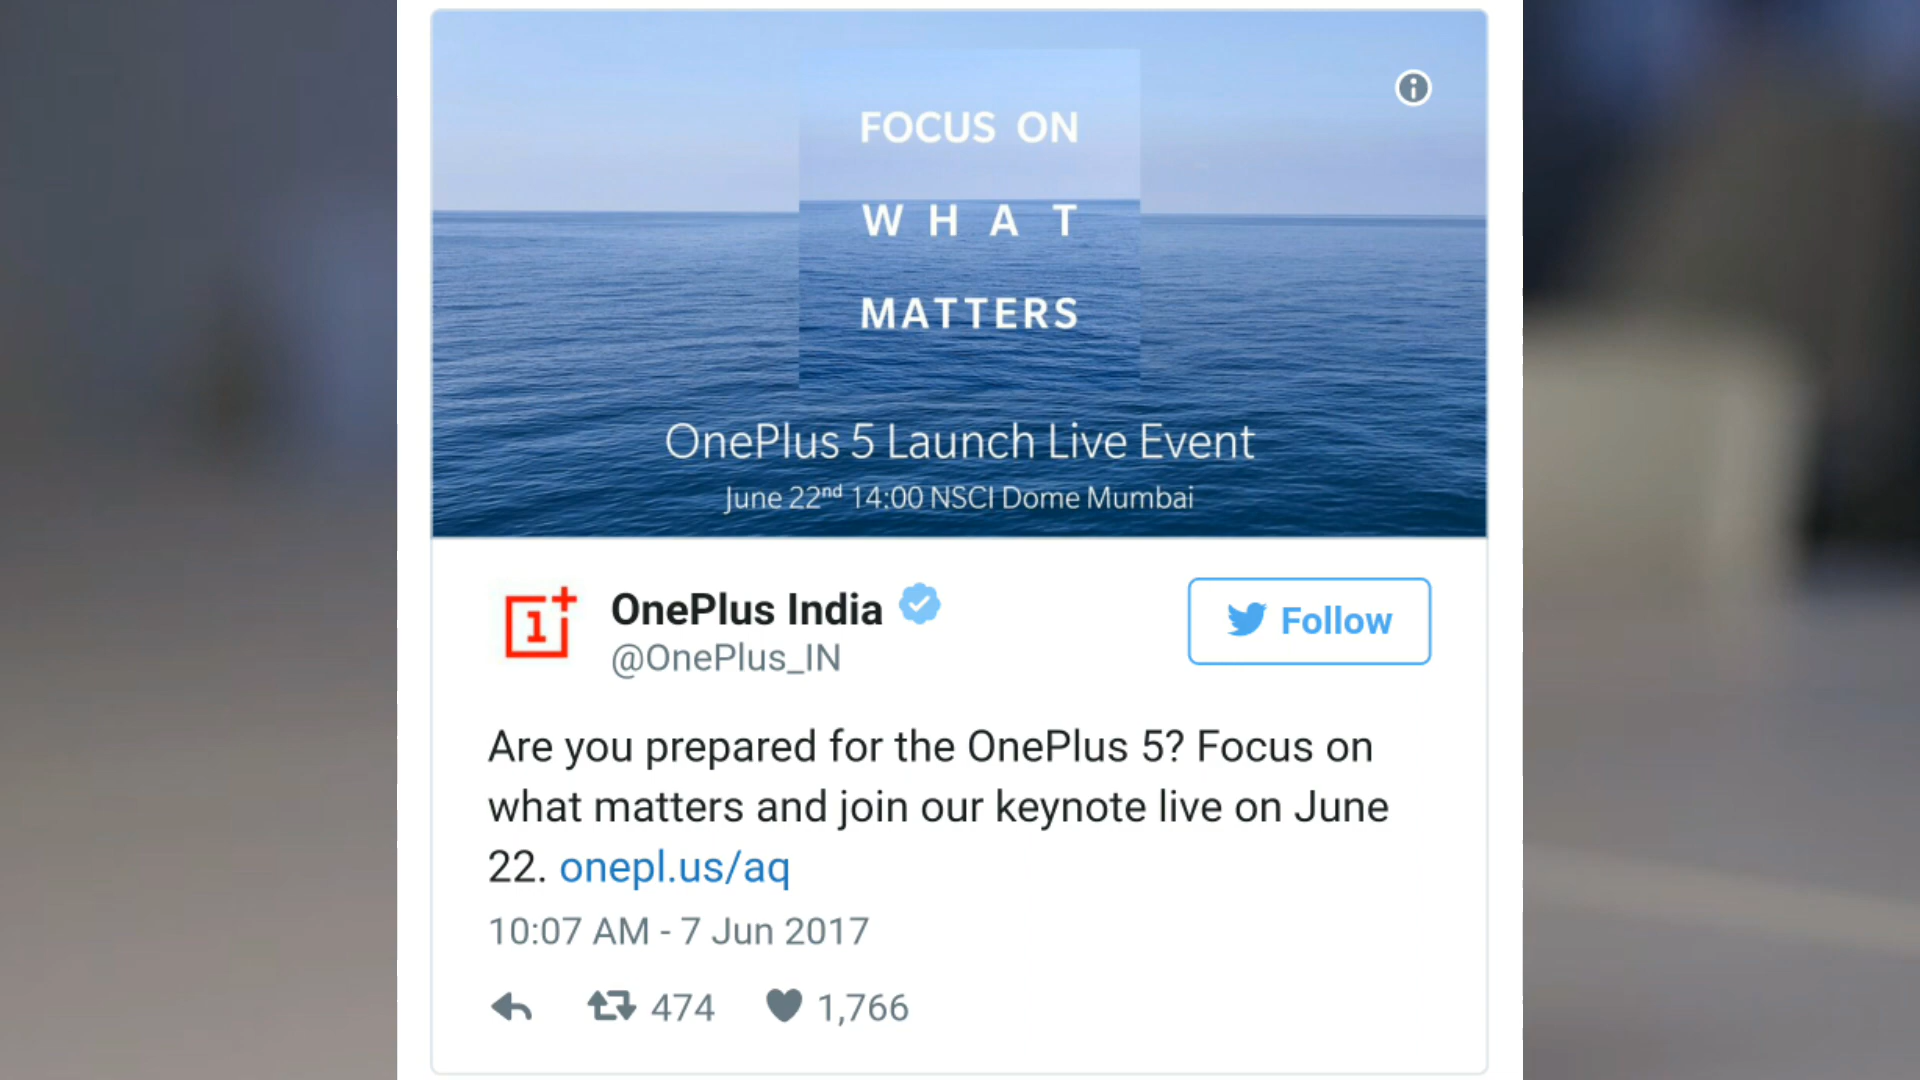 FOCUS ON
WHAT
MATTERS
OnePlus 5 Launch Live Event
June 22nd 14:00 NSCI Dome Mumbai
1+
OnePlus India
@OnePlus_IN
Follow
Are you prepared for the OnePlus 5? Focus on
what matters and join our keynote live on June
22. onepl.us/aq
10:07 AM - 7 Jun 2017
474 1,766